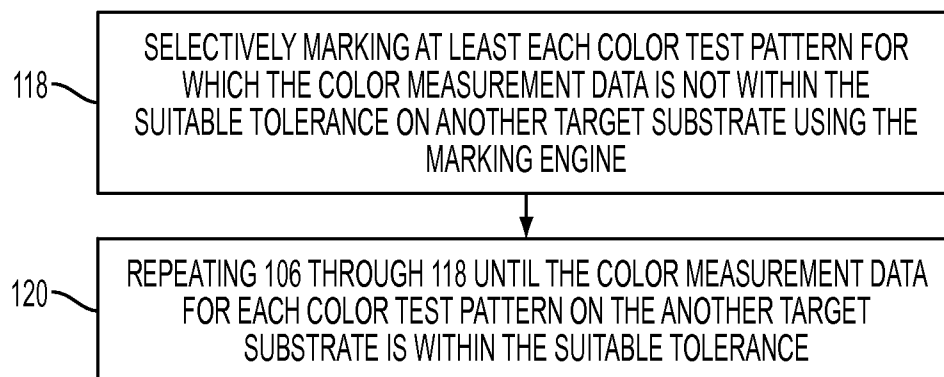 118
SELECTIVELY MARKING AT LEAST EACH COLOR TEST PATTERN FOR
WHICH THE COLOR MEASUREMENT DATA IS NOT WITHIN THE
SUITABLE TOLERANCE ON ANOTHER TARGET SUBSTRATE USING THE
MARKING ENGINE
120
REPEATING 106 THROUGH 118 UNTIL THE COLOR MEASUREMENT DATA
FOR EACH COLOR TEST PATTERN ON THE ANOTHER TARGET
SUBSTRATE IS WITHIN THE SUITABLE TOLERANCE